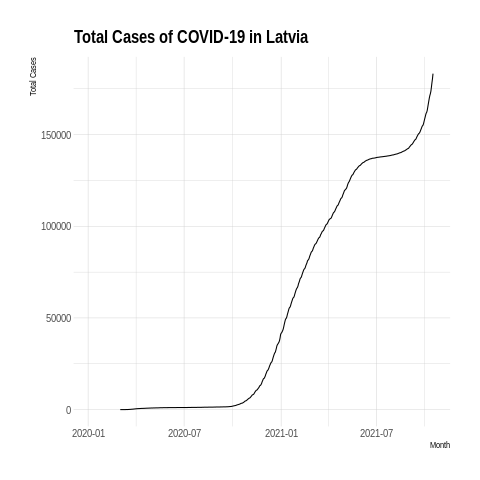 Total Cases of COVID-19 in Latvia
Total Cases
150000
100000
50000
0
2020-01 2020-07 2021-01 2021-07
Month